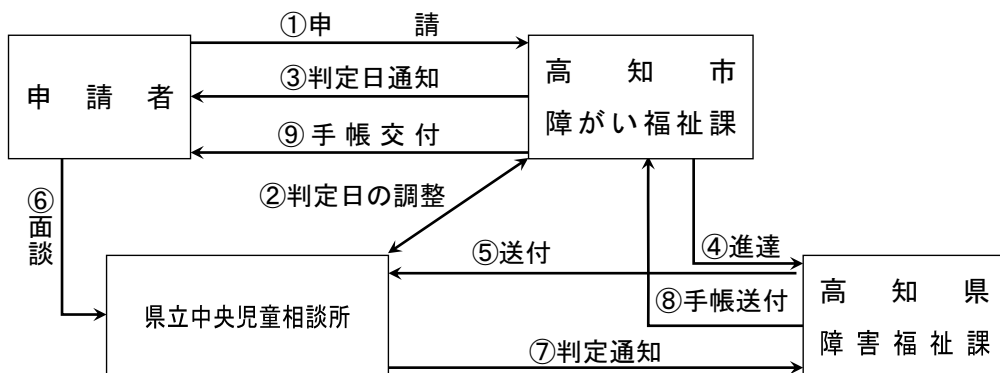 ①申請
③判定日通知
⑨手帳交付
申請者
高知市
障がい福祉課
②判定日の調整
⑥面談
⑤送付
④進達
⑧手帳送付
県立中央児童相談所
高知県
障害福祉課
⑦判定通知